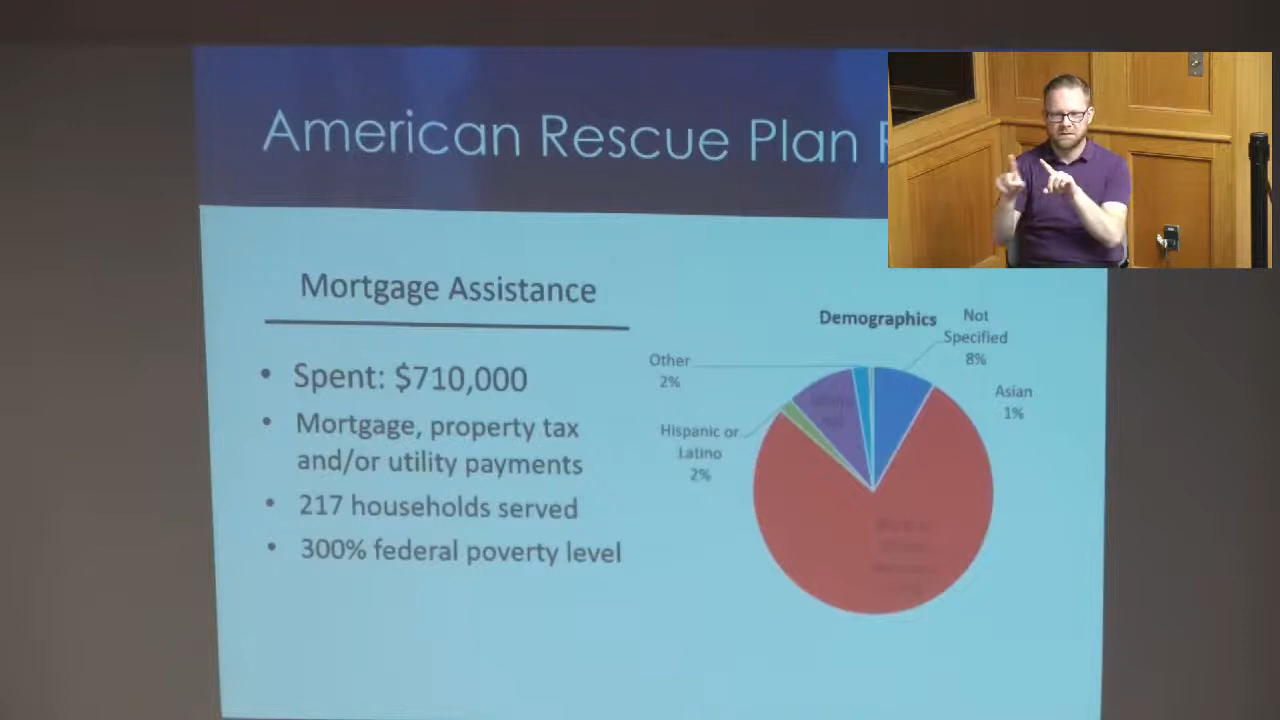 American Rescue Plan
Mortgage Assistance
• Spent: $710,000
• Mortgage, property tax
and/or utility payments
• 217 households served
• 300% federal poverty level
Demographics
Not
Specified
8%
Other
2%
Asian
1%
Hispanic or
Latino
2%